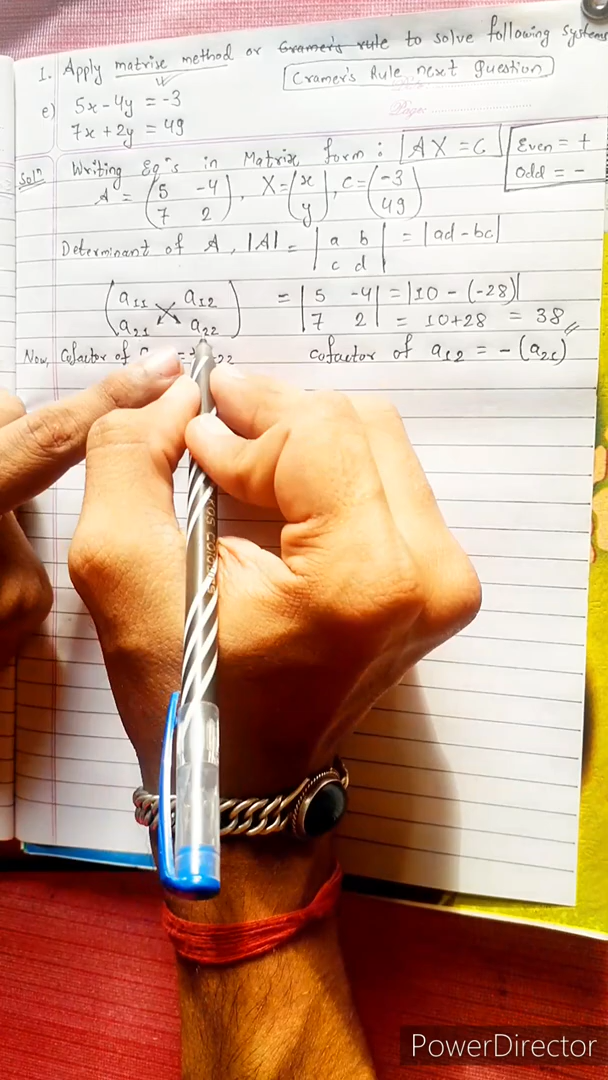 1. Apply matrix method or Cramer's rule to solve following systems
Cramer's Rule next Question
e) 5x - 4y = -3
7x + 2y = 49
Page:
Solⁿ Writing Eqⁿs in Matrix form: AX = C
Even = +
Odd = -
A = (5 -4), X = (x), C = (-3)
7 2 y 49
Determinant of A, |A| = |a b| = |ad - bc|
c d
(a11 a12) = |5 -4| = |10 - (-28)|
a21 a22 7 2 = 10+28 = 38
Now, Cofactor of = 22 cofactor of a12 = -(a21)
PowerDirector